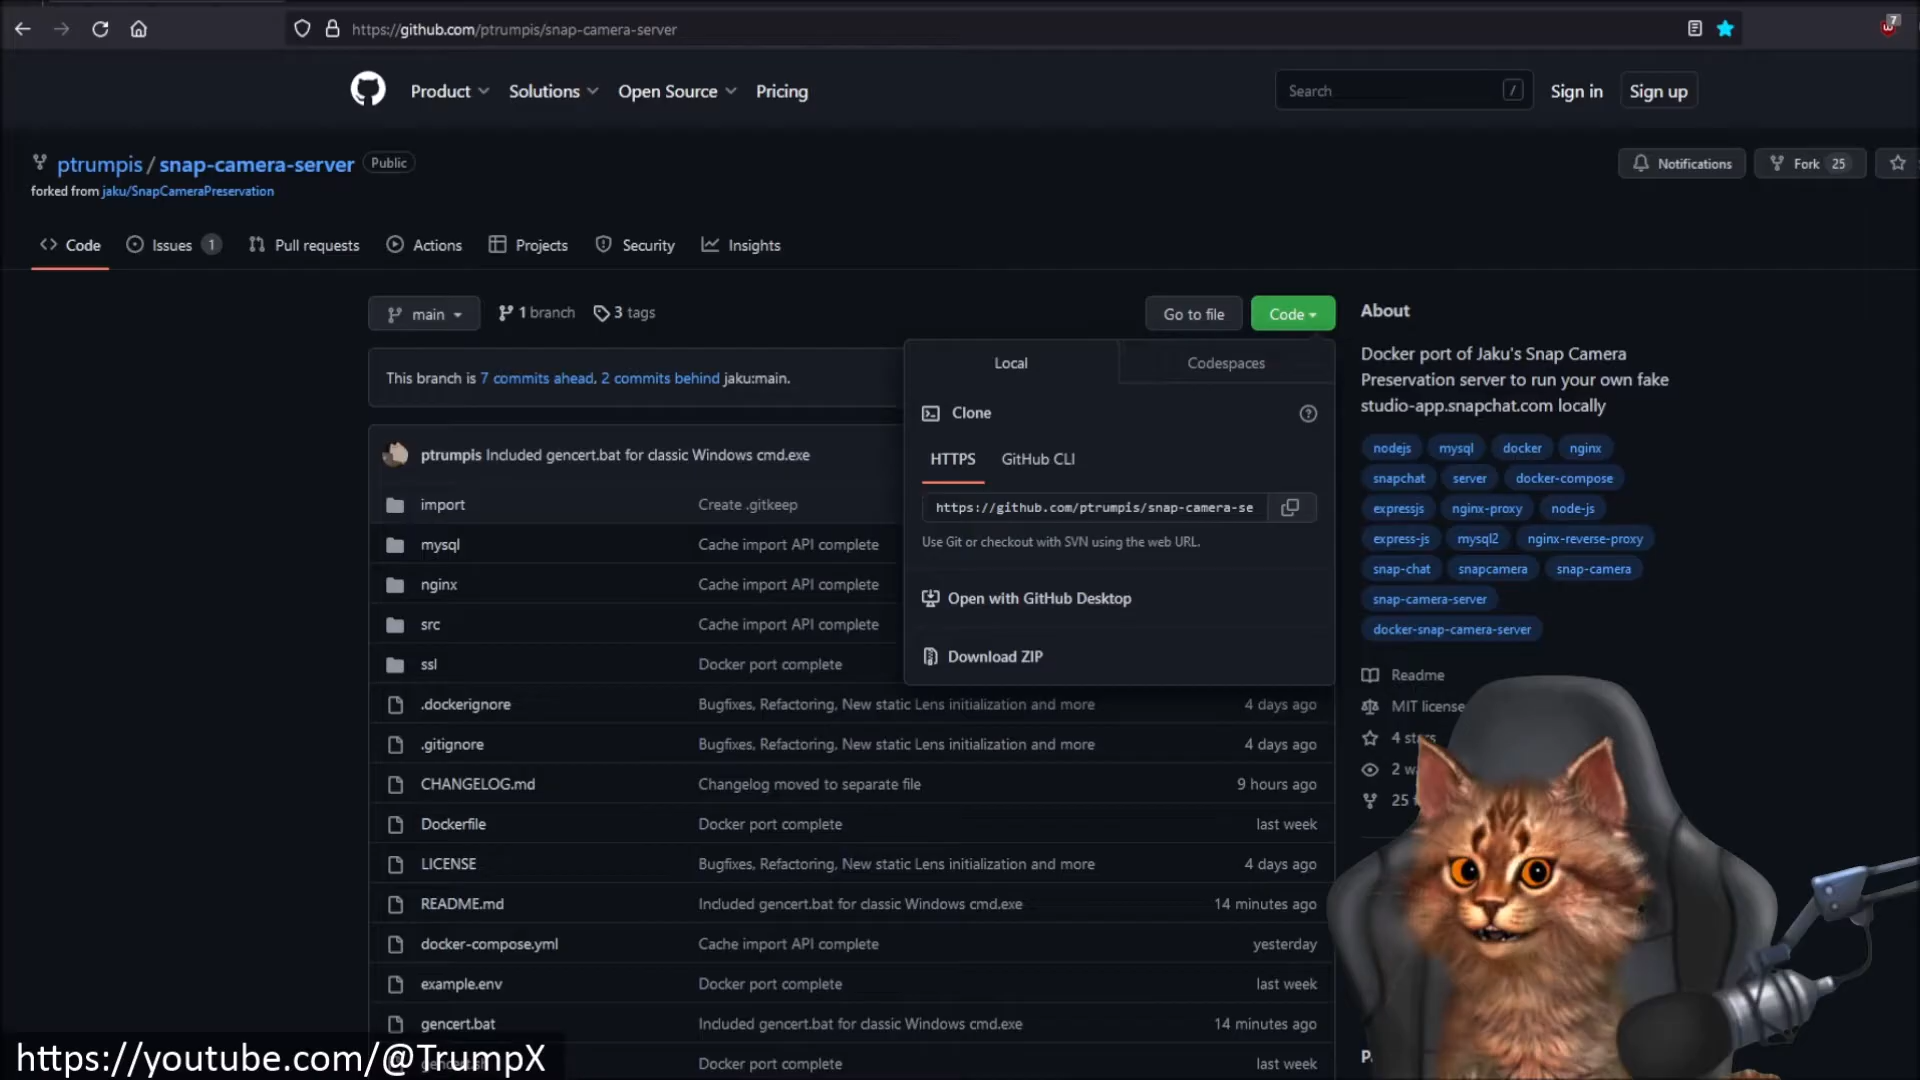 https://github.com/ptrumpis/snap-camera-server
7
Product Solutions Open Source Pricing
Search /
Sign in
Sign up
ptrumpis / snap-camera-server Public
Notifications
Fork 25
forked from jaku/SnapCameraPreservation
Code Issues 1 Pull requests Actions Projects Security Insights
main 1 branch 3 tags
Go to file
Code
About
Docker port of Jaku's Snap Camera
Preservation server to run your own fake
studio-app.snapchat.com locally
Local Codespaces
This branch is 7 commits ahead, 2 commits behind jaku:main.
Clone
HTTPS GitHub CLI
https://github.com/ptrumpis/snap-camera-se
Use Git or checkout with SVN using the web URL.
Open with GitHub Desktop
Download ZIP
nodejs mysql docker nginx
snapchat server docker-compose
expressjs nginx-proxy node-js
express-js mysql2 nginx-reverse-proxy
snap-chat snapcamera snap-camera
snap-camera-server
docker-snap-camera-server
Readme
MIT license
4 stars
2
25
ptrumpis Included gencert.bat for classic Windows cmd.exe
import Create .gitkeep
mysql Cache import API complete
nginx Cache import API complete
src Cache import API complete
ssl Docker port complete
.dockerignore Bugfixes, Refactoring, New static Lens initialization and more 4 days ago
.gitignore Bugfixes, Refactoring, New static Lens initialization and more 4 days ago
CHANGELOG.md Changelog moved to separate file 9 hours ago
Dockerfile Docker port complete last week
LICENSE Bugfixes, Refactoring, New static Lens initialization and more 4 days ago
README.md Included gencert.bat for classic Windows cmd.exe 14 minutes ago
docker-compose.yml Cache import API complete yesterday
example.env Docker port complete last week
gencert.bat Included gencert.bat for classic Windows cmd.exe 14 minutes ago
Docker port complete last week
https://youtube.com/@TrumpX